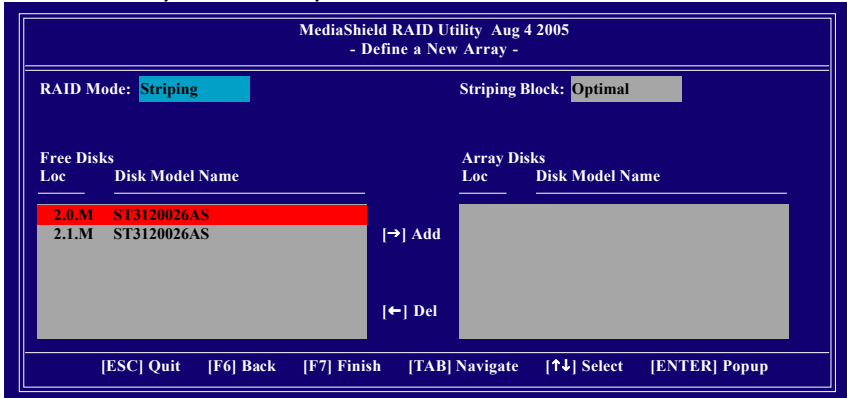 MediaShield RAID Utility Aug 4 2005
- Define a New Array -
RAID Mode: Striping
Striping Block: Optimal
Free Disks
Loc Disk Model Name
2.0.M ST3120026AS
2.1.M ST3120026AS
[→] Add
[←] Del
Array Disks
Loc Disk Model Name
[ESC] Quit [F6] Back [F7] Finish [TAB] Navigate [↑↓] Select [ENTER] Popup